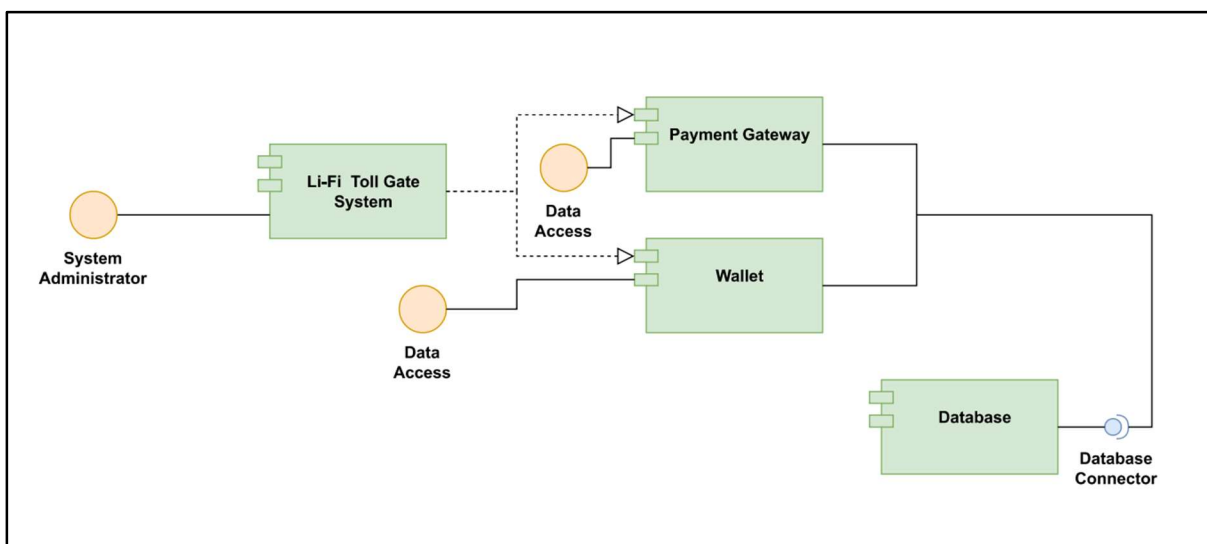 Payment Gateway
Li-Fi Toll Gate
System
Data
Access
System
Administrator
Wallet
Data
Access
Database
Database
Connector